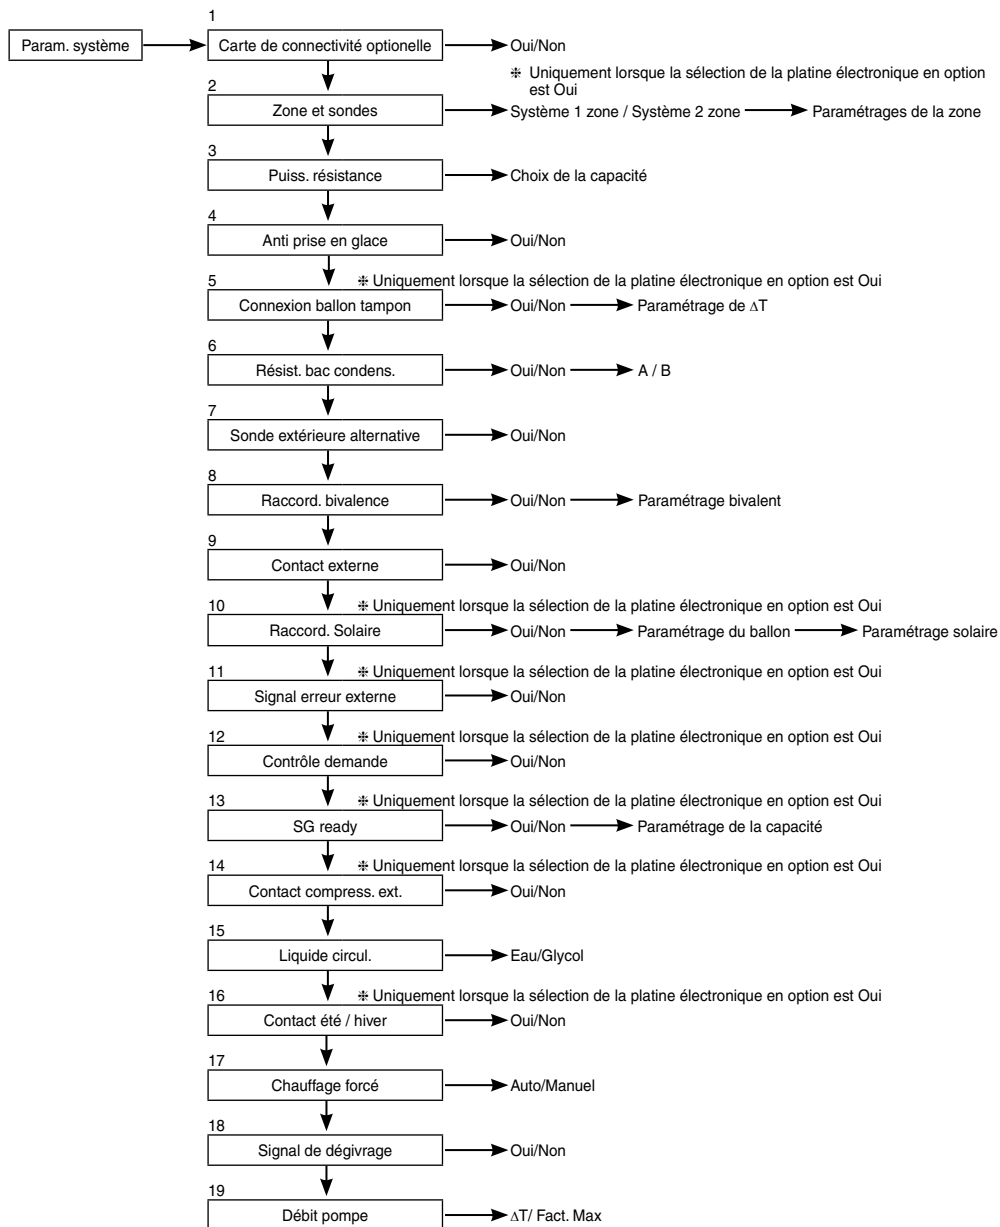 1
Param. système
Carte de connectivité optionelle
Oui/Non
❈ Uniquement lorsque la sélection de la platine électronique en option
est Oui
2
Zone et sondes
Système 1 zone / Système 2 zone
Paramétrages de la zone
3
Puiss. résistance
Choix de la capacité
4
Anti prise en glace
Oui/Non
❈ Uniquement lorsque la sélection de la platine électronique en option est Oui
5
Connexion ballon tampon
Oui/Non
Paramétrage de ΔT
6
Résist. bac condens.
Oui/Non
A / B
7
Sonde extérieure alternative
Oui/Non
8
Raccord. bivalence
Oui/Non
Paramétrage bivalent
9
Contact externe
Oui/Non
10
❈ Uniquement lorsque la sélection de la platine électronique en option est Oui
Raccord. Solaire
Oui/Non
Paramétrage du ballon
Paramétrage solaire
11
❈ Uniquement lorsque la sélection de la platine électronique en option est Oui
Signal erreur externe
Oui/Non
12
❈ Uniquement lorsque la sélection de la platine électronique en option est Oui
Contrôle demande
Oui/Non
13
❈ Uniquement lorsque la sélection de la platine électronique en option est Oui
SG ready
Oui/Non
Paramétrage de la capacité
14
❈ Uniquement lorsque la sélection de la platine électronique en option est Oui
Contact compress. ext.
Oui/Non
15
Liquide circul.
Eau/Glycol
16
❈ Uniquement lorsque la sélection de la platine électronique en option est Oui
Contact été / hiver
Oui/Non
17
Chauffage forcé
Auto/Manuel
18
Signal de dégivrage
Oui/Non
19
Débit pompe
ΔT/ Fact. Max